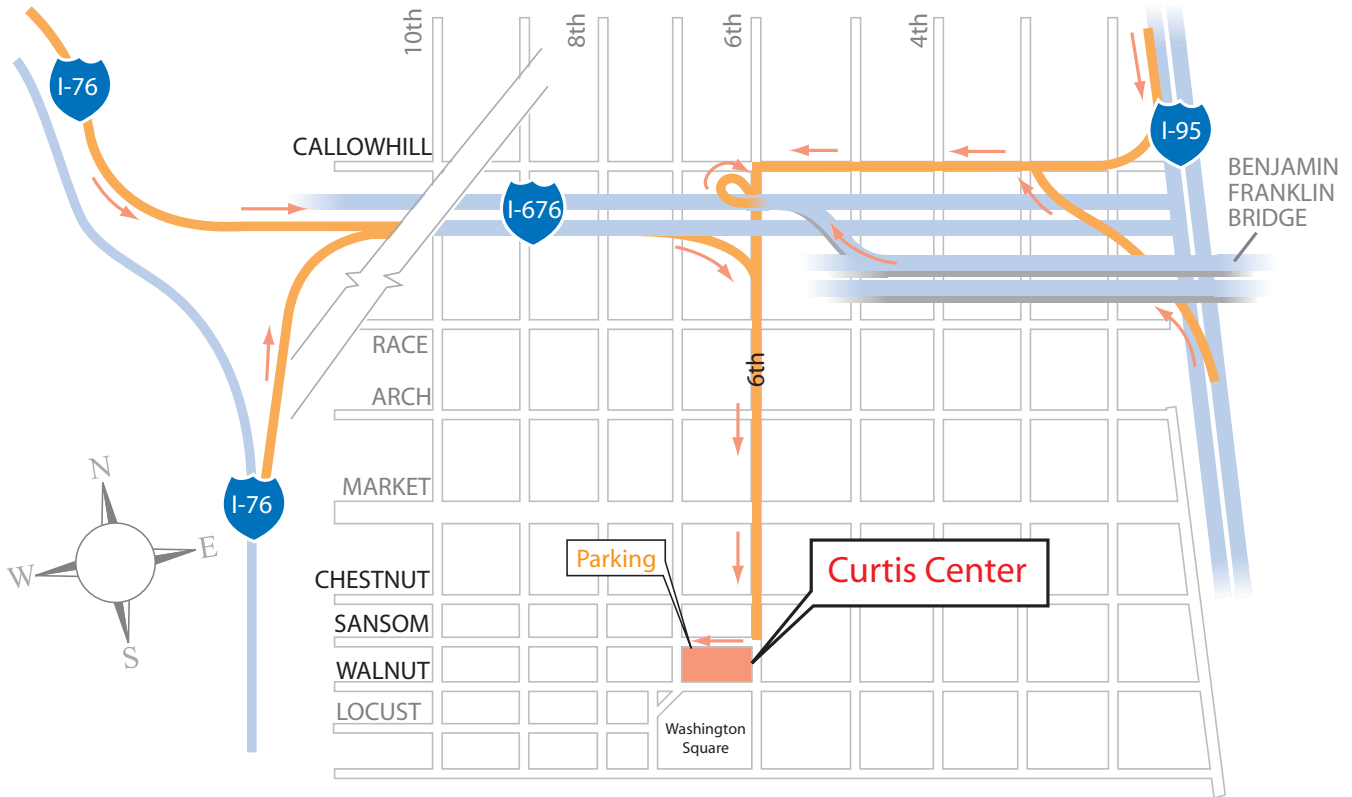 10th
8th
6th
4th
I-76
I-95
CALLOWHILL
BENJAMIN
FRANKLIN
BRIDGE
I-676
RACE
6th
ARCH
MARKET
I-76
N
W
E
S
Parking
Curtis Center
CHESTNUT
SANSOM
WALNUT
LOCUST
Washington
Square